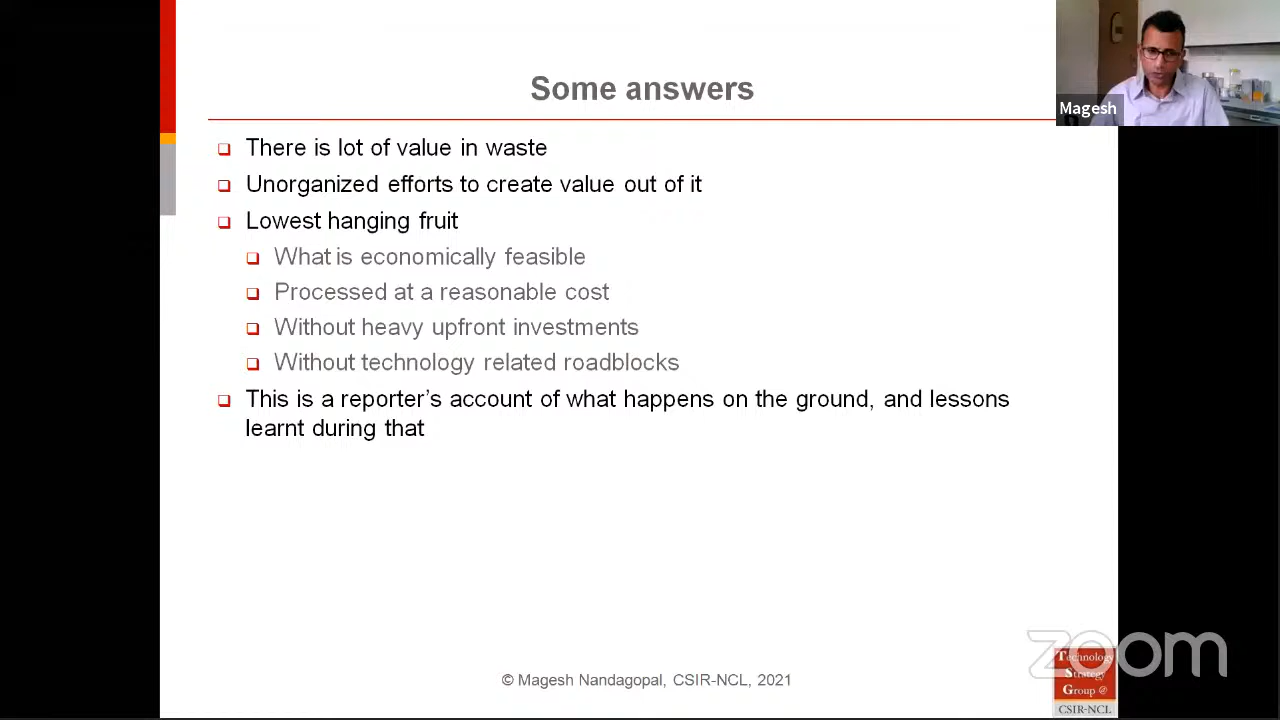 Some answers
Magesh
There is lot of value in waste
Unorganized efforts to create value out of it
Lowest hanging fruit
What is economically feasible
Processed at a reasonable cost
Without heavy upfront investments
Without technology related roadblocks
This is a reporter's account of what happens on the ground, and lessons
learnt during that
zoom
Technology
Strategy
Group @
CSIR-NCL
© Magesh Nandagopal, CSIR-NCL, 2021